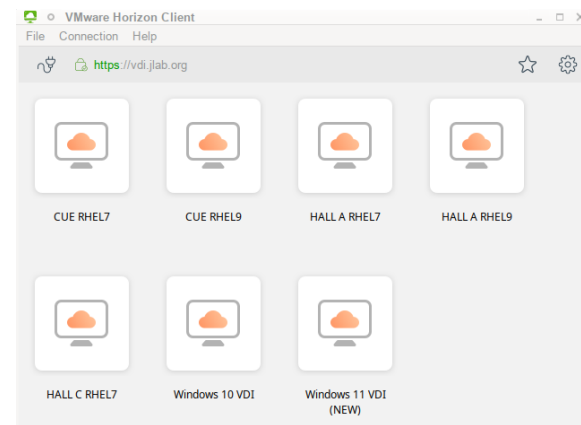 VMware Horizon Client
File Connection Help
https://vdi.jlab.org
CUE RHEL7
CUE RHEL9
HALL A RHEL7
HALL A RHEL9
HALL C RHEL7
Windows 10 VDI
Windows 11 VDI
(NEW)